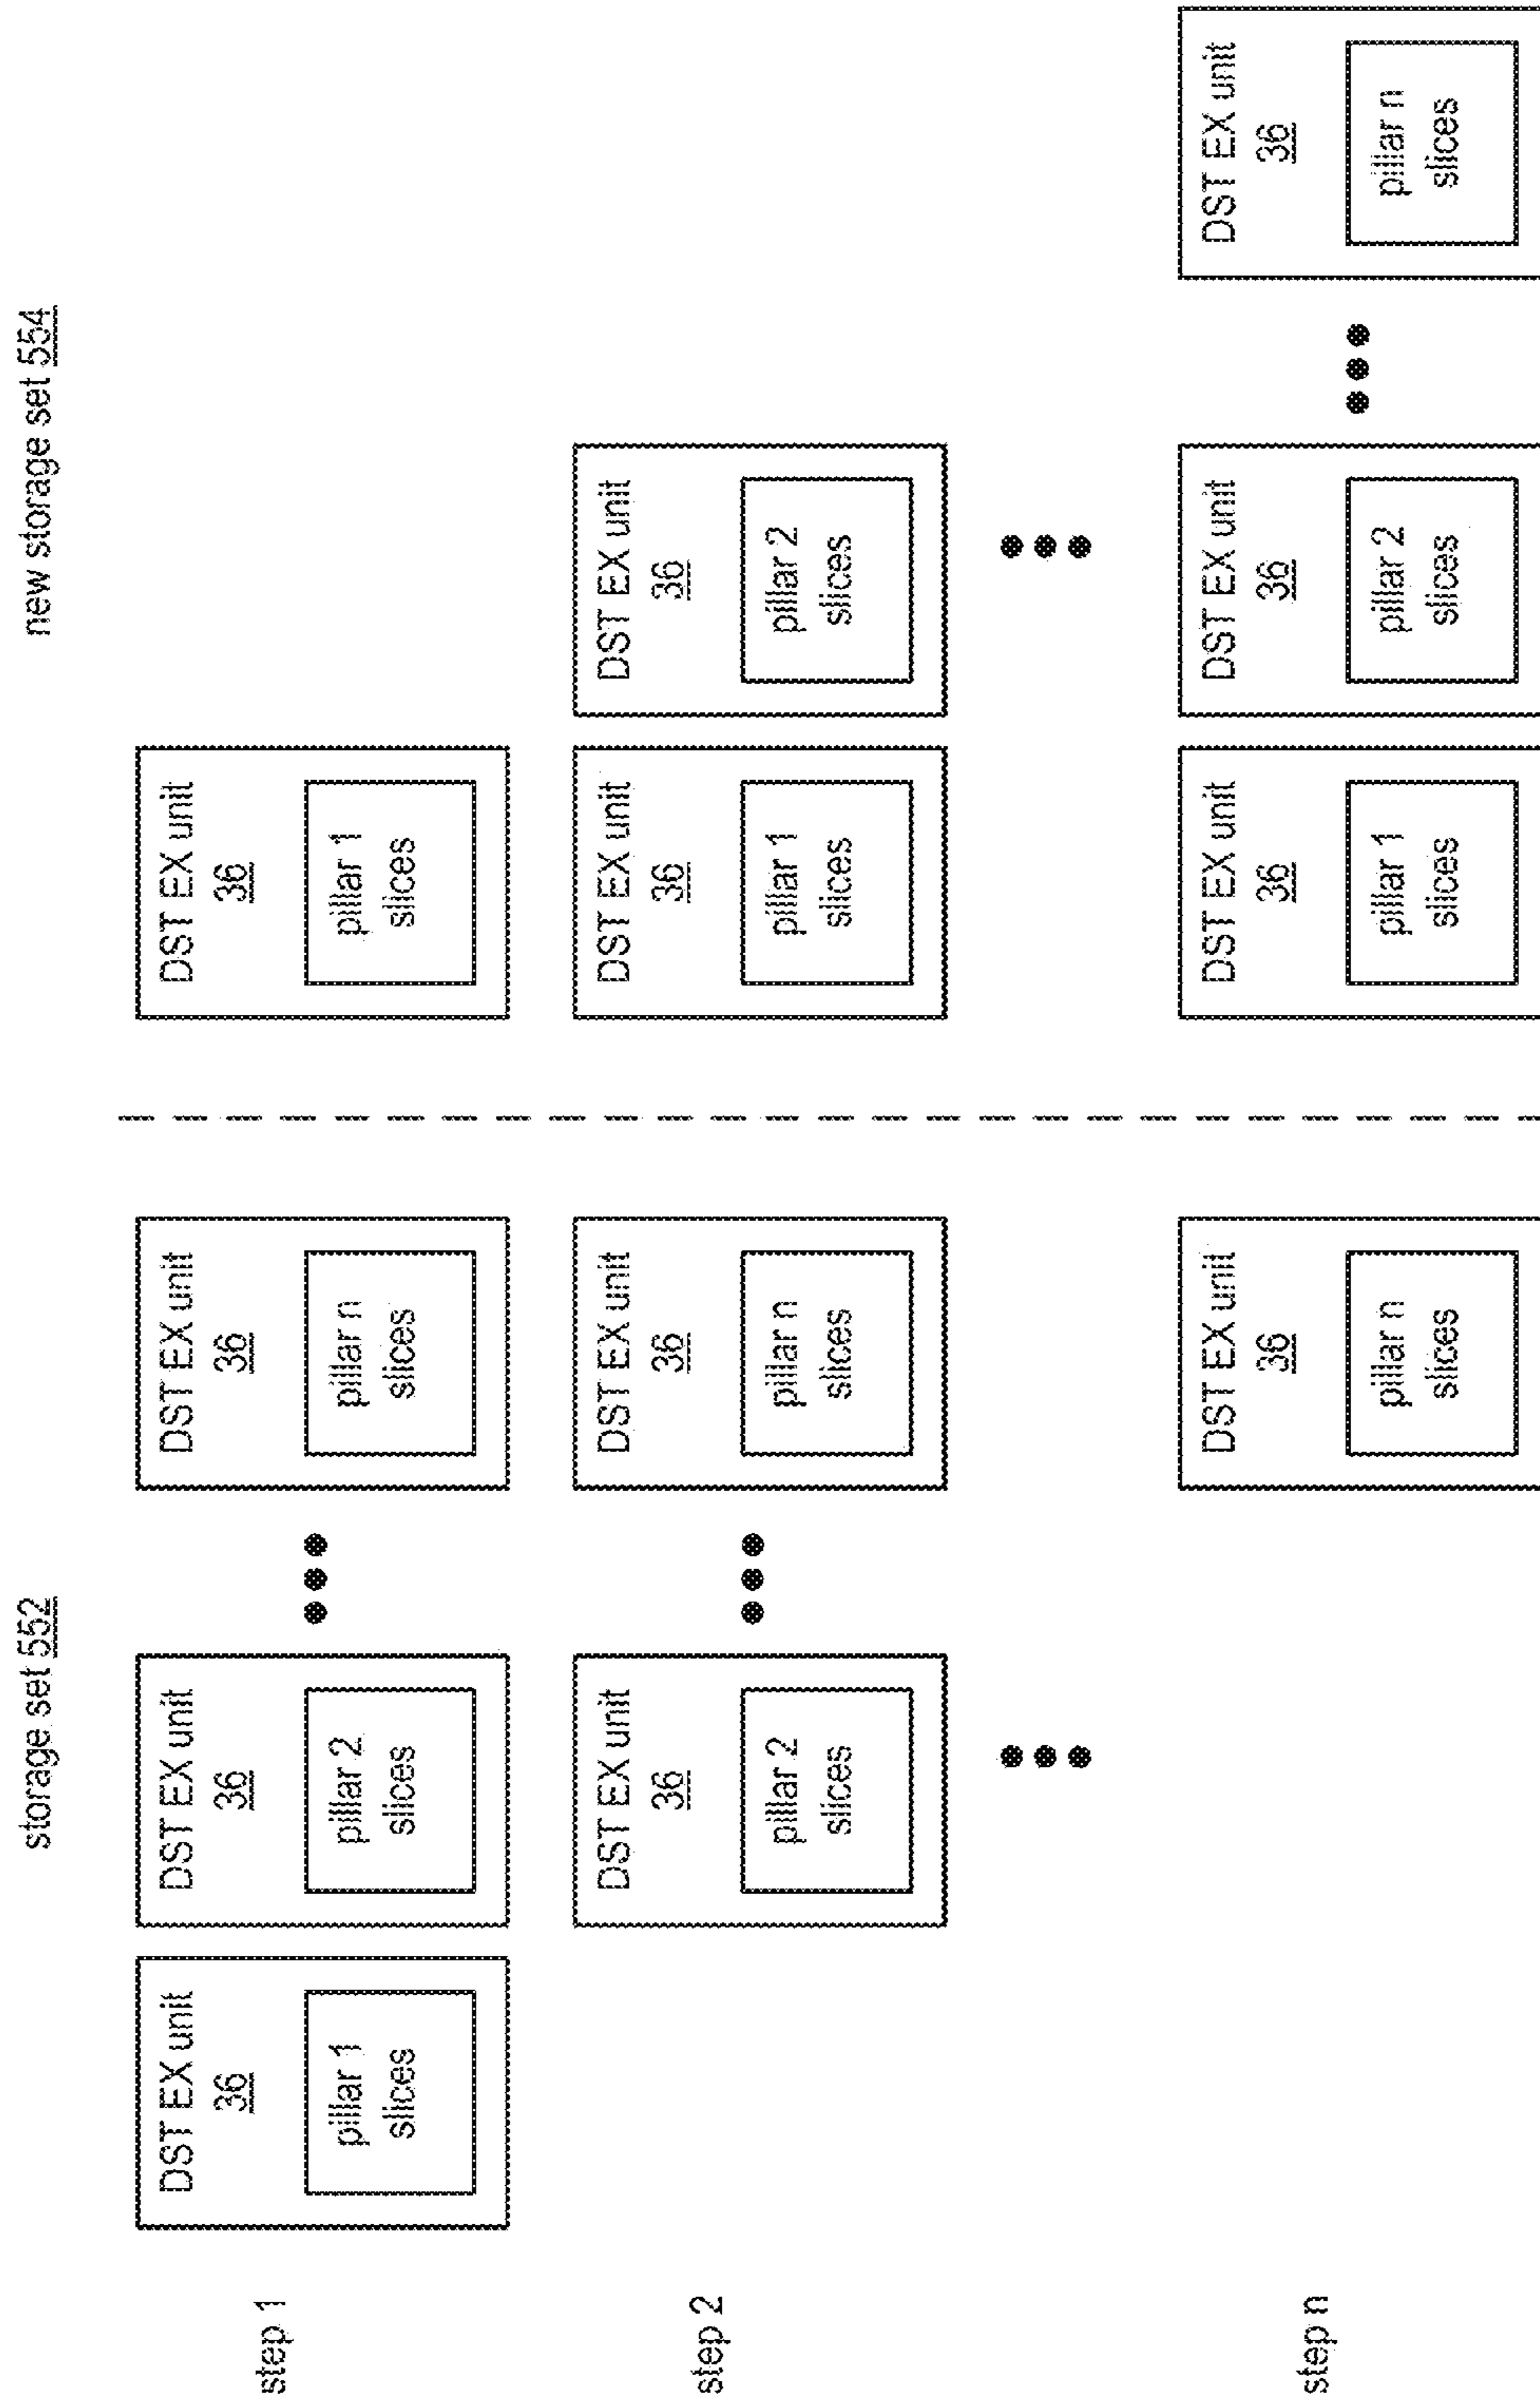 storage set 552
new storage set 554
step 1
DST EX unit
36
pillar 1
slices
DST EX unit
36
pillar 2
slices
DST EX unit
36
pillar n
slices
DST EX unit
36
pillar 1
slices
step 2
DST EX unit
36
pillar 2
slices
DST EX unit
36
pillar n
slices
DST EX unit
36
pillar 1
slices
DST EX unit
36
pillar 2
slices
step n
DST EX unit
36
pillar n
slices
DST EX unit
36
pillar 1
slices
DST EX unit
36
pillar 2
slices
DST EX unit
36
pillar n
slices